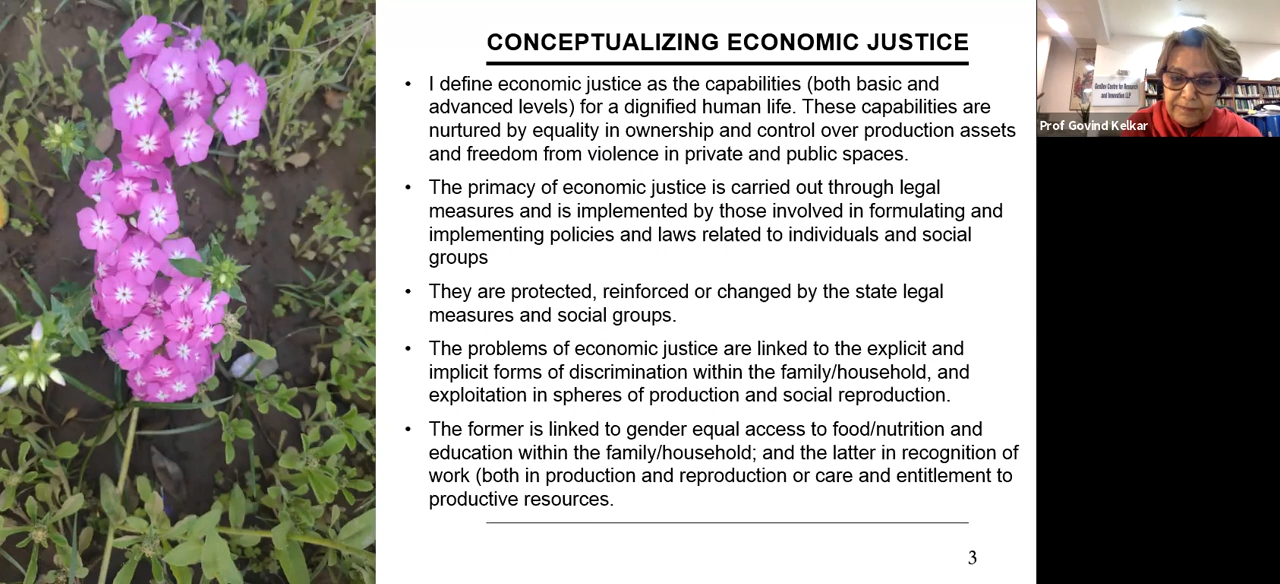 CONCEPTUALIZING ECONOMIC JUSTICE
• I define economic justice as the capabilities (both basic and
advanced levels) for a dignified human life. These capabilities are
nurtured by equality in ownership and control over production assets
and freedom from violence in private and public spaces.
• The primacy of economic justice is carried out through legal
measures and is implemented by those involved in formulating and
implementing policies and laws related to individuals and social
groups
• They are protected, reinforced or changed by the state legal
measures and social groups.
• The problems of economic justice are linked to the explicit and
implicit forms of discrimination within the family/household, and
exploitation in spheres of production and social reproduction.
• The former is linked to gender equal access to food/nutrition and
education within the family/household; and the latter in recognition of
work (both in production and reproduction or care and entitlement to
productive resources.
3
GenDev Centre for Research
and Innovation LLP
Prof Govind Kelkar